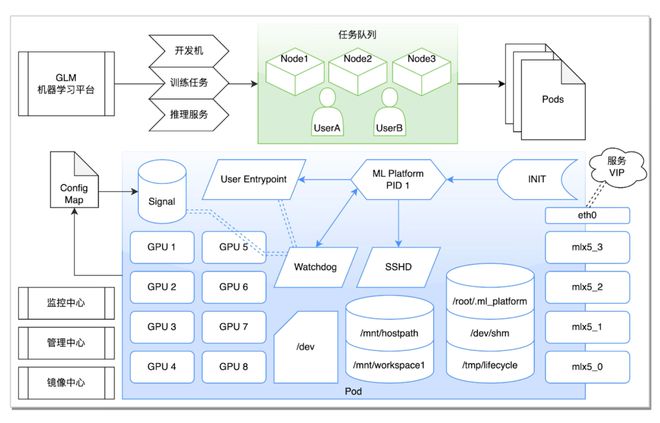 任务队列
GLM
机器学习平台
开发机
训练任务
推理服务
Node1
Node2
Node3
UserA
UserB
Pods
Config
Map
Signal
User Entrypoint
ML Platform
PID 1
INIT
服务
VIP
eth0
Watchdog
SSHD
GPU 1
GPU 5
GPU 2
GPU 6
GPU 3
GPU 7
GPU 4
GPU 8
/dev
/mnt/hostpath
/mnt/workspace1
/root/.ml_platform
/dev/shm
/tmp/lifecycle
mlx5_3
mlx5_2
mlx5_1
mlx5_0
监控中心
管理中心
镜像中心
Pod